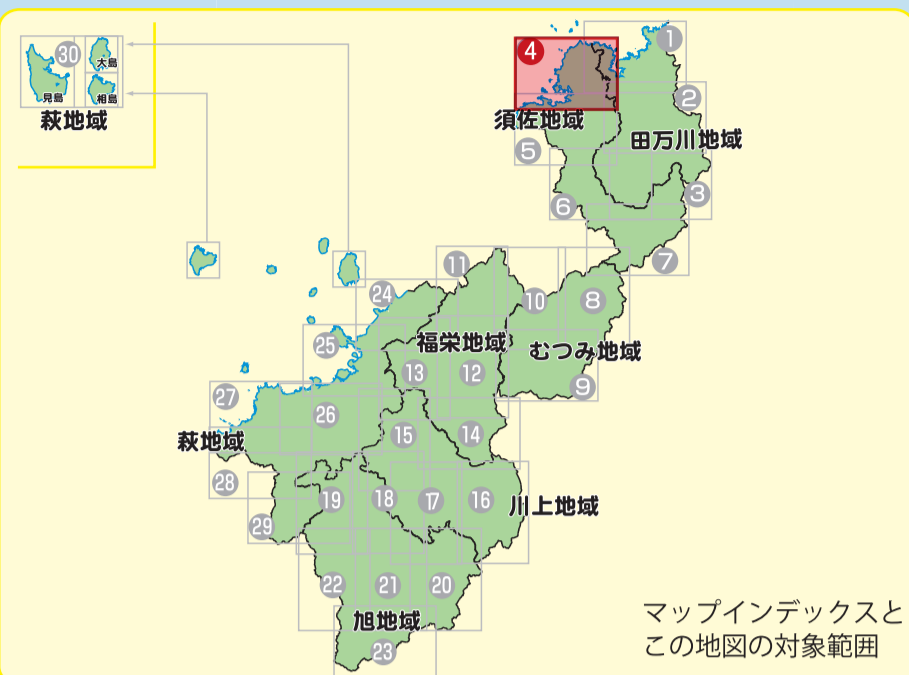 30
大島
見島
相島
萩地域
4
1
2
須佐地域
田万川地域
5
3
6
7
11
24
10
8
25
福栄地域
むつみ地域
13
12
9
27
26
15
14
萩地域
28
19
18
17
16
川上地域
29
22
21
20
旭地域
23
マップインデックスと
この地図の対象範囲